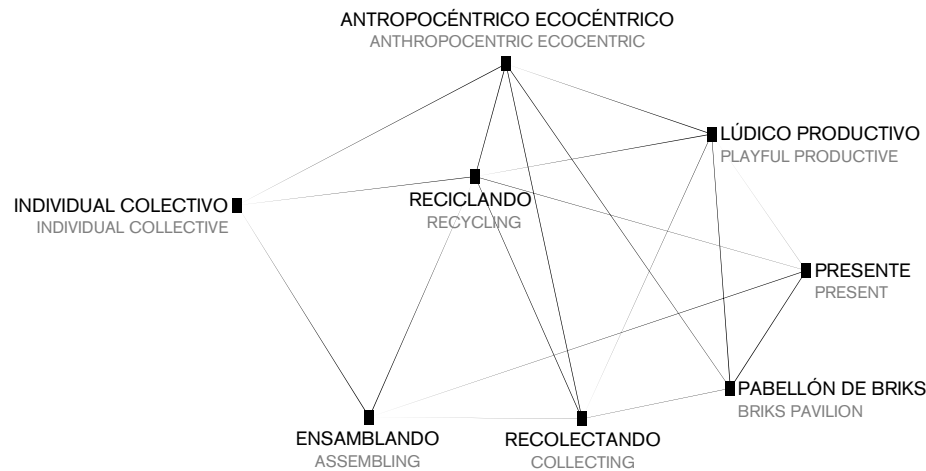 ANTROPOCÉNTRICO ECOCÉNTRICO
ANTHROPOCENTRIC ECOCENTRIC
LÚDICO PRODUCTIVO
PLAYFUL PRODUCTIVE
RECICLANDO
RECYCLING
INDIVIDUAL COLECTIVO
INDIVIDUAL COLLECTIVE
PRESENTE
PRESENT
PABELLÓN DE BRIKS
BRIKS PAVILION
ENSAMBLANDO
ASSEMBLING
RECOLECTANDO
COLLECTING